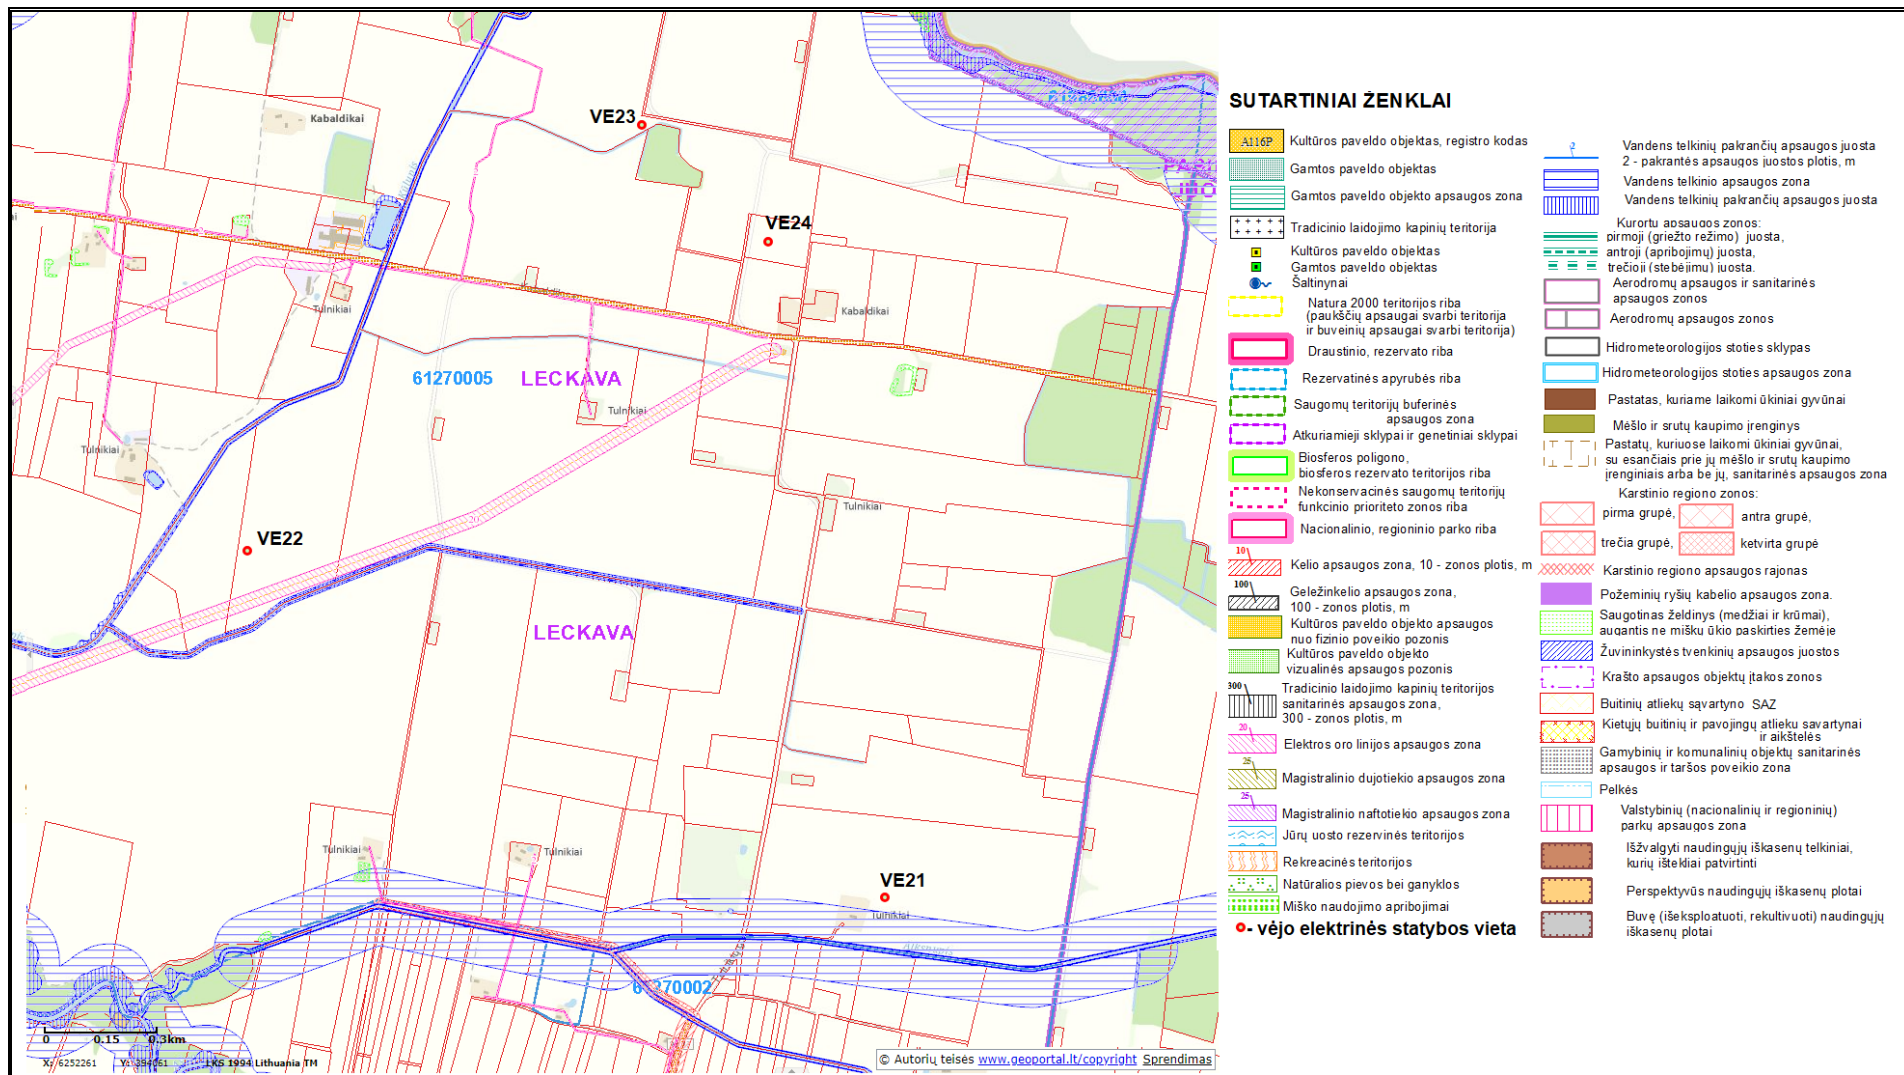 Kabaldikai
VE23
VE24
Tulnikiai
Kabaldikai
61270005
LECKAVA
Tulnikiai
Tulnikiai
Tulnikiai
VE22
20
LECKAVA
Tulnikiai
Tulnikiai
VE21
Tulnikiai
0 0.15 0.3km
X: 6252261
LKS 1994 Lithuania TM
© Autorių teisės www.geoportal.lt/copyright Sprendimas
SUTARTINIAI ŽENKLAI
A116P Kultūros paveldo objektas, registro kodas
Gamtos paveldo objektas
Gamtos paveldo objekto apsaugos zona
Tradicinio laidojimo kapinių teritorija
Kultūros paveldo objektas
Gamtos paveldo objektas
Šaltinynai
Natura 2000 teritorijos riba
(paukščių apsaugai svarbi teritorija
ir buveinių apsaugai svarbi teritorija)
Draustinio, rezervato riba
Rezervatinės apyrubės riba
Saugomų teritorijų buferinės
apsaugos zona
Atkuriamieji sklypai ir genetiniai sklypai
Biosferos poligono,
biosferos rezervato teritorijos riba
Nekonservacinės saugomų teritorijų
funkcinio prioriteto zonos riba
Nacionalinio, regioninio parko riba
10
Kelio apsaugos zona, 10 - zonos plotis, m
100
Geležinkelio apsaugos zona,
100 - zonos plotis, m
Kultūros paveldo objekto apsaugos
nuo fizinio poveikio pozonis
Kultūros paveldo objekto
vizualinės apsaugos pozonis
300
Tradicinio laidojimo kapinių teritorijos
sanitarinės apsaugos zona,
300 - zonos plotis, m
20
Elektros oro linijos apsaugos zona
25
Magistralinio dujotiekio apsaugos zona
25
Magistralinio naftotiekio apsaugos zona
Jūrų uosto rezervinės teritorijos
Rekreacinės teritorijos
Natūralios pievos bei ganyklos
Miško naudojimo apribojimai
- vėjo elektrinės statybos vieta
2
Vandens telkinių pakrančių apsaugos juosta
2 - pakrantės apsaugos juostos plotis, m
Vandens telkinio apsaugos zona
Vandens telkinių pakrančių apsaugos juosta
Kurortu apsaugos zonos:
pirmoji (griežto režimo) juosta,
antroji (apribojimų) juosta,
trečioji (stebėjimų) juosta.
Aerodromų apsaugos ir sanitarinės
apsaugos zonos
Aerodromų apsaugos zonos
Hidrometeorologijos stoties sklypas
Hidrometeorologijos stoties apsaugos zona
Pastatas, kuriame laikomi ūkiniai gyvūnai
Mėšlo ir srutų kaupimo įrenginys
Pastatų, kuriuose laikomi ūkiniai gyvūnai,
su esančiais prie jų mėšlo ir srutų kaupimo
įrenginiais arba be jų, sanitarinės apsaugos zona
Karstinio regiono zonos:
pirma grupė, antra grupė,
trečia grupė, ketvirta grupė
Karstinio regiono apsaugos rajonas
Požeminių ryšių kabelio apsaugos zona.
Saugotinas želdinys (medžiai ir krūmai),
augantis ne miškų ūkio paskirties žemėje
Žuvininkystės tvenkinių apsaugos juostos
Krašto apsaugos objektų įtakos zonos
Buitinių atliekų sąvartyno SAZ
Kietųjų buitinių ir pavojingų atliekų savartynai
ir aikštelės
Gamybinių ir komunalinių objektų sanitarinės
apsaugos ir taršos poveikio zona
Pelkės
Valstybinių (nacionalinių ir regioninių)
parkų apsaugos zona
Išžvalgyti naudingųjų iškasenų telkiniai,
kurių ištekliai patvirtinti
Perspektyvūs naudingųjų iškasenų plotai
Buvę (išeksploatuoti, rekultivuoti) naudingųjų
iškasenų plotai